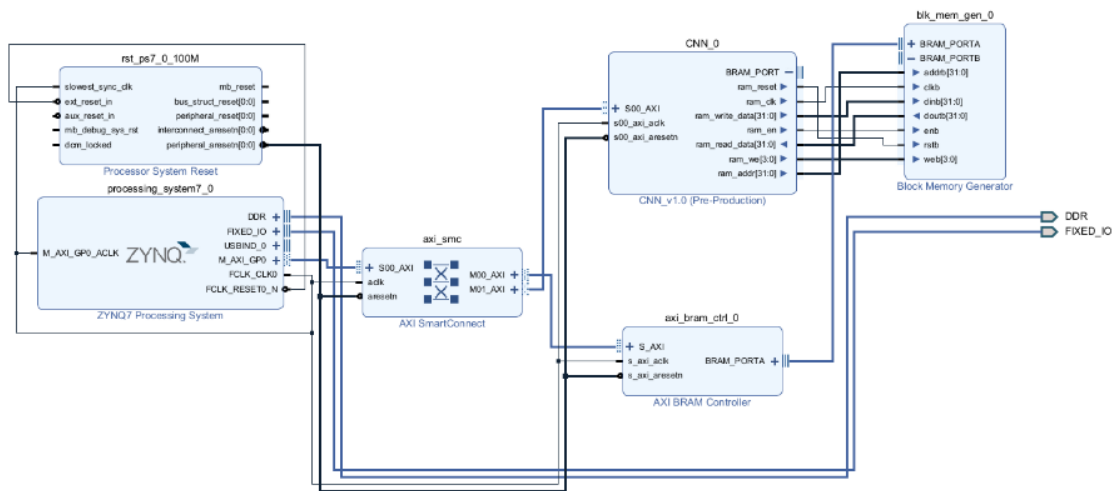 rst_ps7_0_100M
slowest_sync_clk
ext_reset_in
aux_reset_in
mb_debug_sys_rst
dcm_locked
mb_reset
bus_struct_reset[0:0]
peripheral_reset[0:0]
interconnect_aresetn[0:0]
peripheral_aresetn[0:0]
Processor System Reset
processing_system7_0
M_AXI_GP0_ACLK
ZYNQ
DDR
FIXED_IO
USBIND_0
M_AXI_GP0
FCLK_CLK0
FCLK_RESET0_N
ZYNQ7 Processing System
axi_smc
S00_AXI
aclk
aresetn
M00_AXI
M01_AXI
AXI SmartConnect
CNN_0
S00_AXI
s00_axi_aclk
s00_axi_aresetn
BRAM_PORT
ram_reset
ram_clk
ram_write_data[31:0]
ram_en
ram_read_data[31:0]
ram_we[3:0]
ram_addr[31:0]
CNN_v1.0 (Pre-Production)
axi_bram_ctrl_0
S_AXI
s_axi_aclk
s_axi_aresetn
BRAM_PORTA
AXI BRAM Controller
blk_mem_gen_0
BRAM_PORTA
BRAM_PORTB
addrb[31:0]
clkb
dinb[31:0]
doutb[31:0]
enb
rstb
web[3:0]
Block Memory Generator
DDR
FIXED_IO